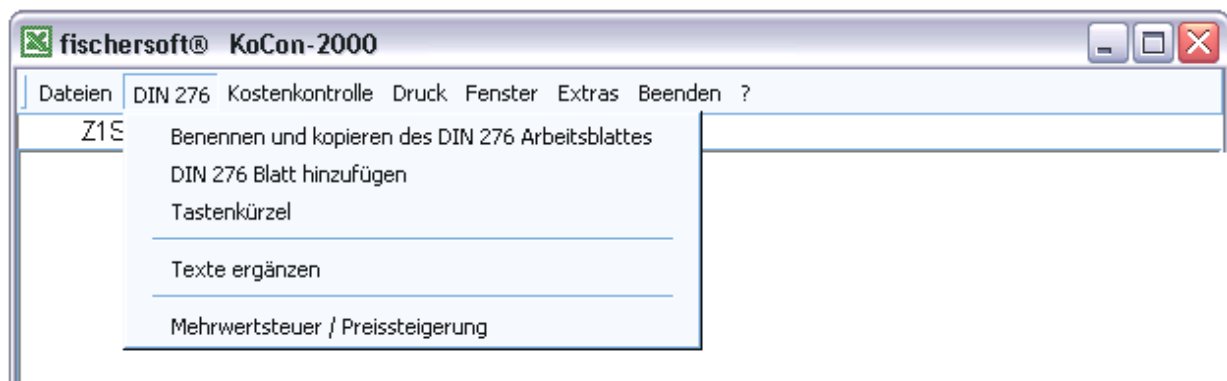 fischersoft® KoCon-2000
Dateien DIN 276 Kostenkontrolle Druck Fenster Extras Beenden ?
Z1S
Benennen und kopieren des DIN 276 Arbeitsblattes
DIN 276 Blatt hinzufügen
Tastenkürzel
Texte ergänzen
Mehrwertsteuer / Preissteigerung